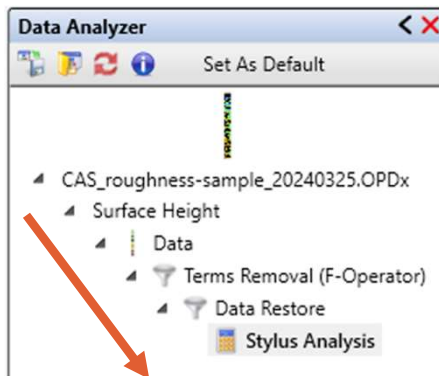 Data Analyzer
Set As Default
CAS_roughness-sample_20240325.OPDx
Surface Height
Data
Terms Removal (F-Operator)
Data Restore
Stylus Analysis